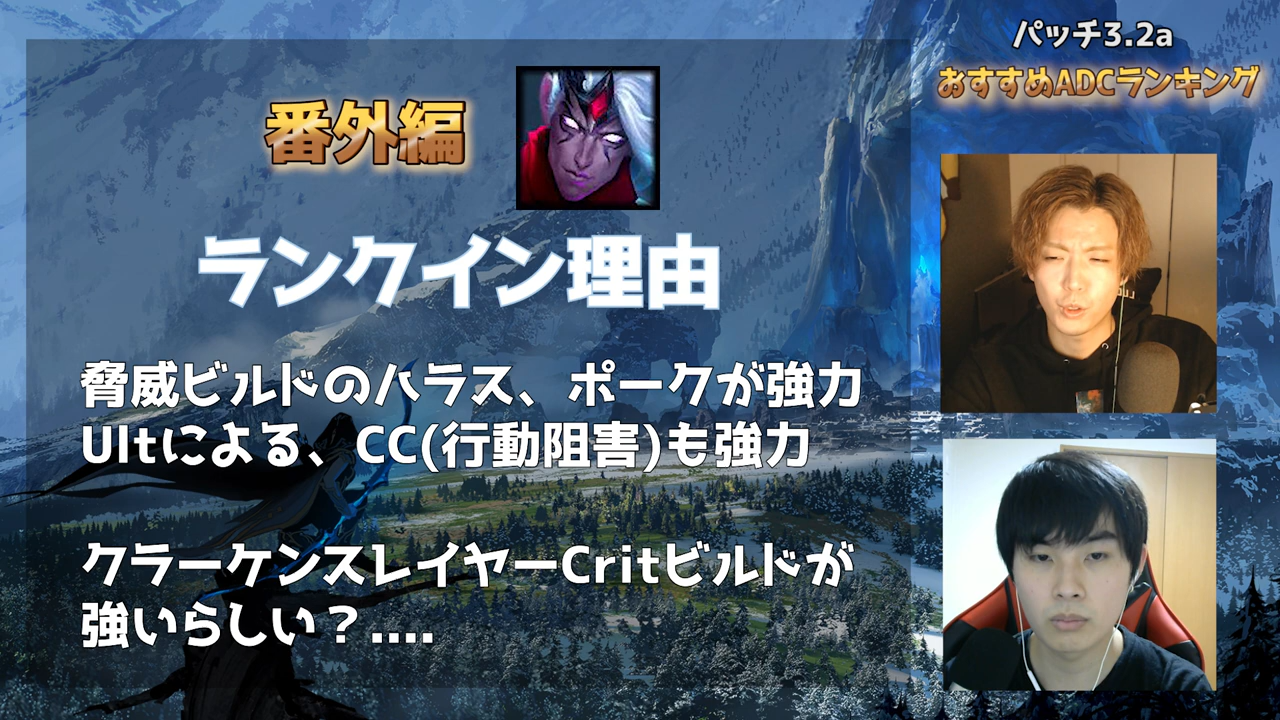 パッチ3.2a
おすすめADCランキング
番外編
ランクイン理由
脅威ビルドのハラス、ポークが強力
Ultによる、CC(行動阻害)も強力
クラーケンスレイヤーCritビルドが
強いらしい？....